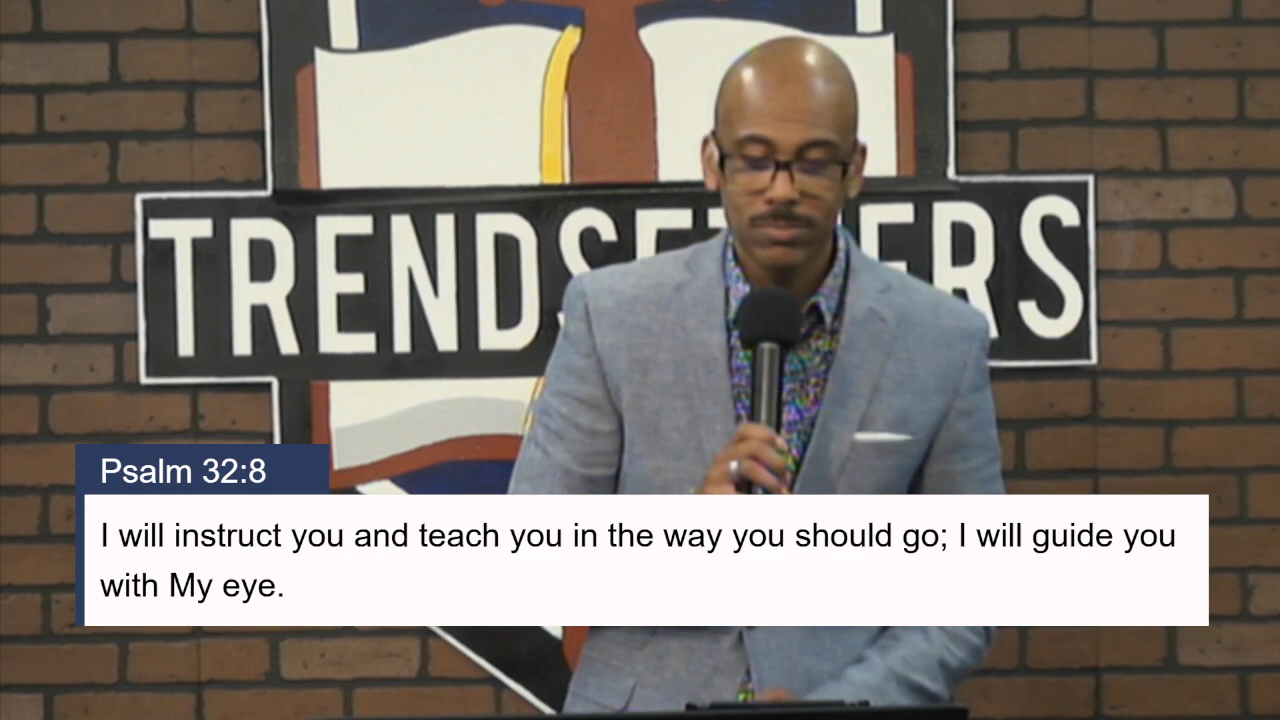 TRENDSETTERS
Psalm 32:8
I will instruct you and teach you in the way you should go; I will guide you
with My eye.